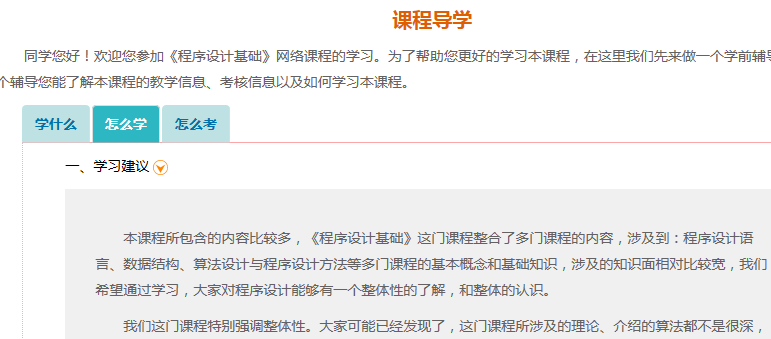 课程导学
同学您好！欢迎您参加《程序设计基础》网络课程的学习。为了帮助您更好的学习本课程，在这里我们先来做一个学前辅
个辅导您能了解本课程的教学信息、考核信息以及如何学习本课程。
学什么 怎么学 怎么考
一、学习建议
本课程所包含的内容比较多，《程序设计基础》这门课程整合了多门课程的内容，涉及到：程序设计语
言、数据结构、算法设计与程序设计方法等多门课程的基本概念和基础知识，涉及的知识面相对比较宽，我们
希望通过学习，大家对程序设计能够有一个整体性的了解，和整体的认识。
我们这门课程特别强调整体性。大家可能已经发现了，这门课程所涉及的理论、介绍的算法都不是很深，